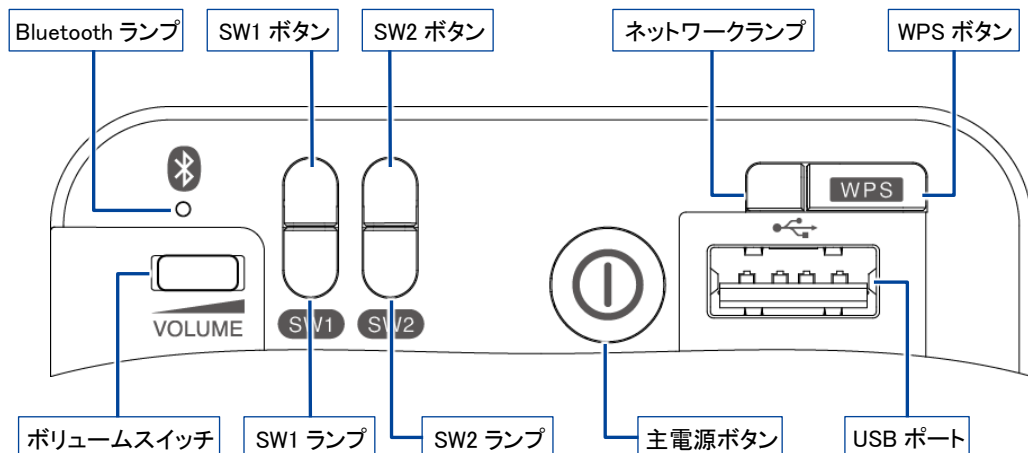 Bluetooth ランプ
SW1 ボタン
SW2 ボタン
ネットワークランプ
WPS ボタン
WPS
VOLUME
SW1
SW2
ボリュームスイッチ
SW1 ランプ
SW2 ランプ
主電源ボタン
USB ポート